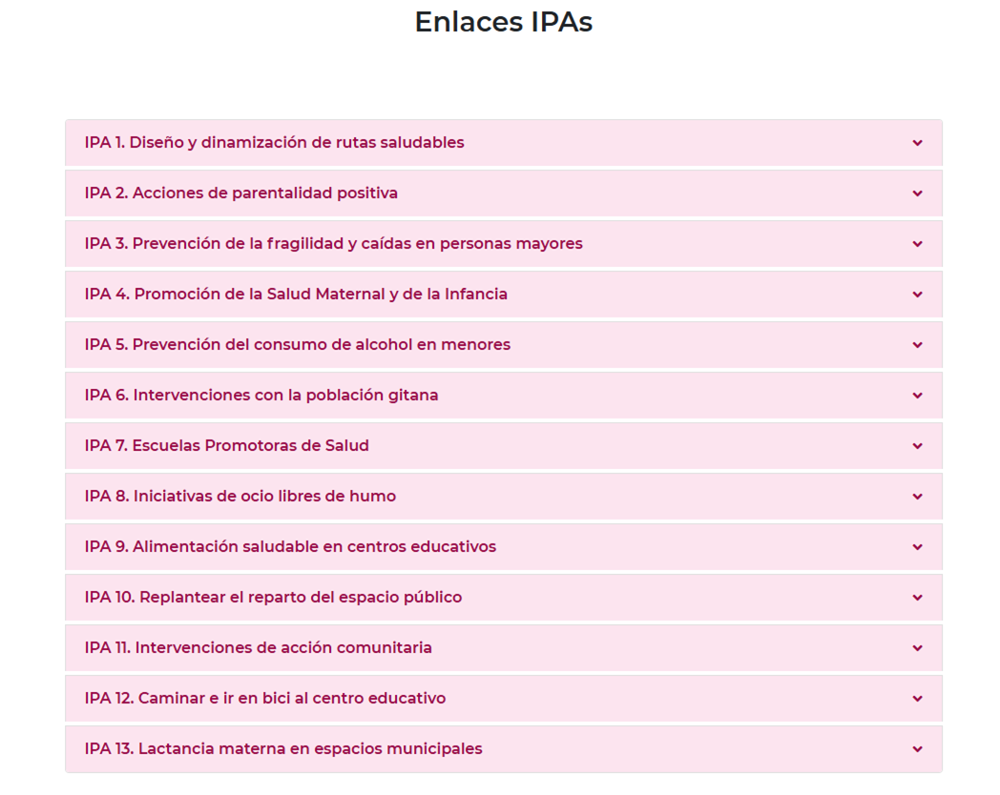 Enlaces IPAs
IPA 1. Diseño y dinamización de rutas saludables
IPA 2. Acciones de parentalidad positiva
IPA 3. Prevención de la fragilidad y caídas en personas mayores
IPA 4. Promoción de la Salud Maternal y de la Infancia
IPA 5. Prevención del consumo de alcohol en menores
IPA 6. Intervenciones con la población gitana
IPA 7. Escuelas Promotoras de Salud
IPA 8. Iniciativas de ocio libres de humo
IPA 9. Alimentación saludable en centros educativos
IPA 10. Replantear el reparto del espacio público
IPA 11. Intervenciones de acción comunitaria
IPA 12. Caminar e ir en bici al centro educativo
IPA 13. Lactancia materna en espacios municipales